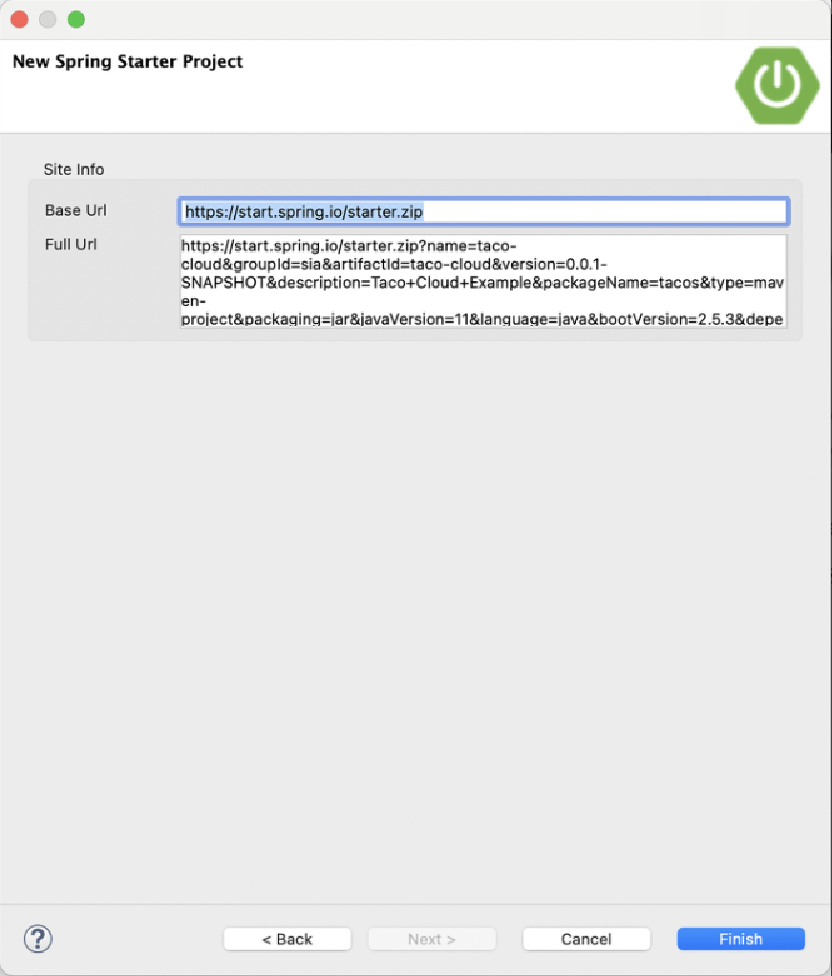 New Spring Starter Project
Site Info
Base Url
https://start.spring.io/starter.zip
Full Url
https://start.spring.io/starter.zip?name=taco-
cloud&groupId=sia&artifactId=taco-cloud&version=0.0.1-
SNAPSHOT&description=Taco+Cloud+Example&packageName=tacos&type=mav
en-
project&packaging=jar&javaVersion=11&language=java&bootVersion=2.5.3&depe
?
< Back
Next >
Cancel
Finish